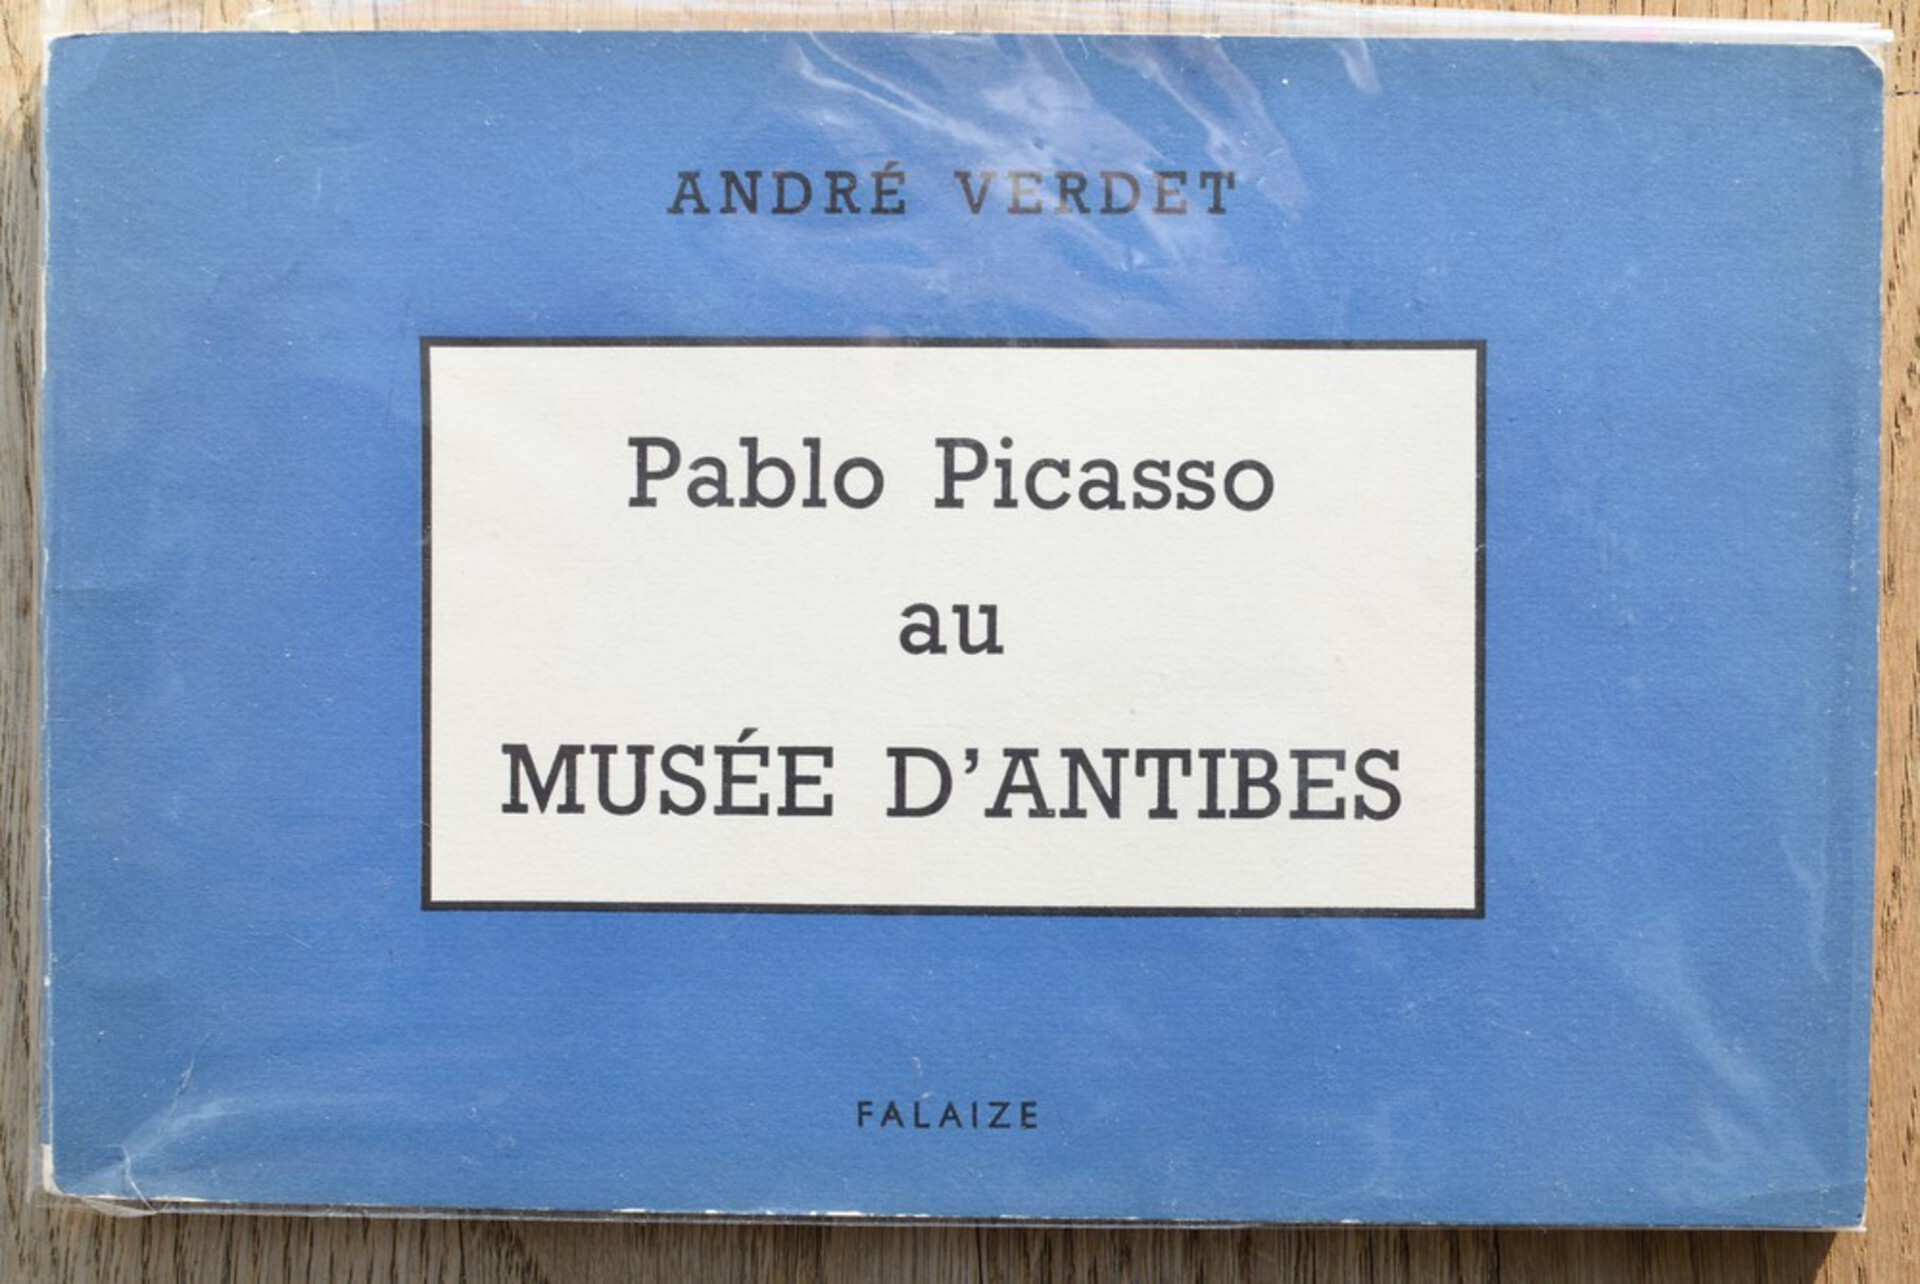 ANDRÉ VERDET
Pablo Picasso
au
MUSÉE D'ANTIBES
FALAIZE